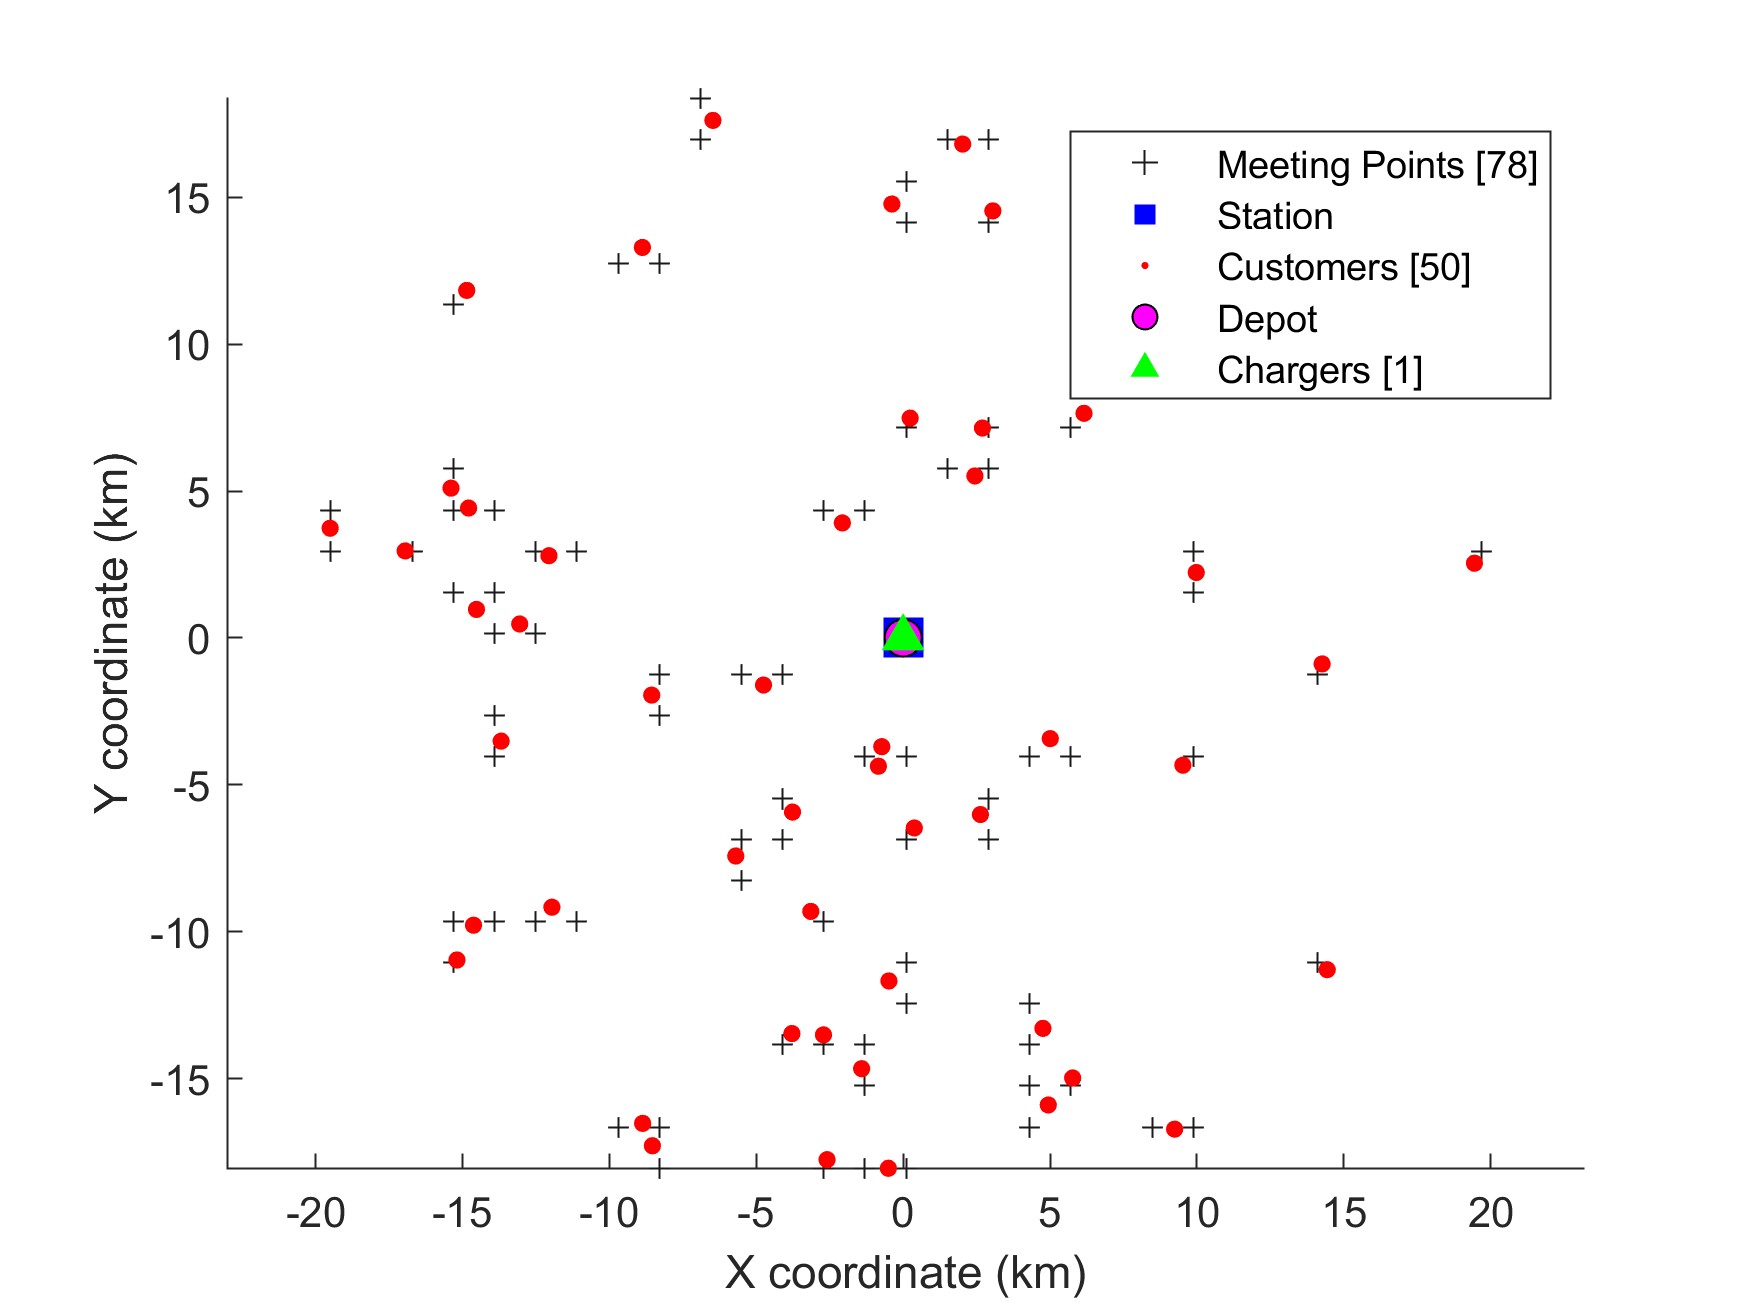 Meeting Points [78]
Station
Customers [50]
Depot
Chargers [1]
15
10
5
0
-5
-10
-15
Y coordinate (km)
-20 -15 -10 -5 0 5 10 15 20
X coordinate (km)